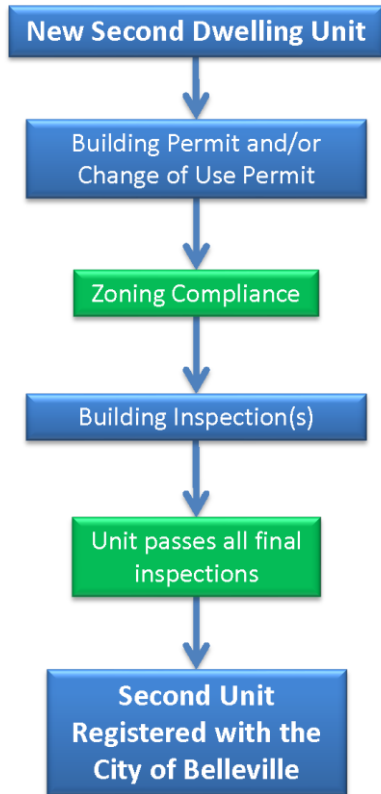 New Second Dwelling Unit
Building Permit and/or
Change of Use Permit
Zoning Compliance
Building Inspection(s)
Unit passes all final
inspections
Second Unit
Registered with the
City of Belleville